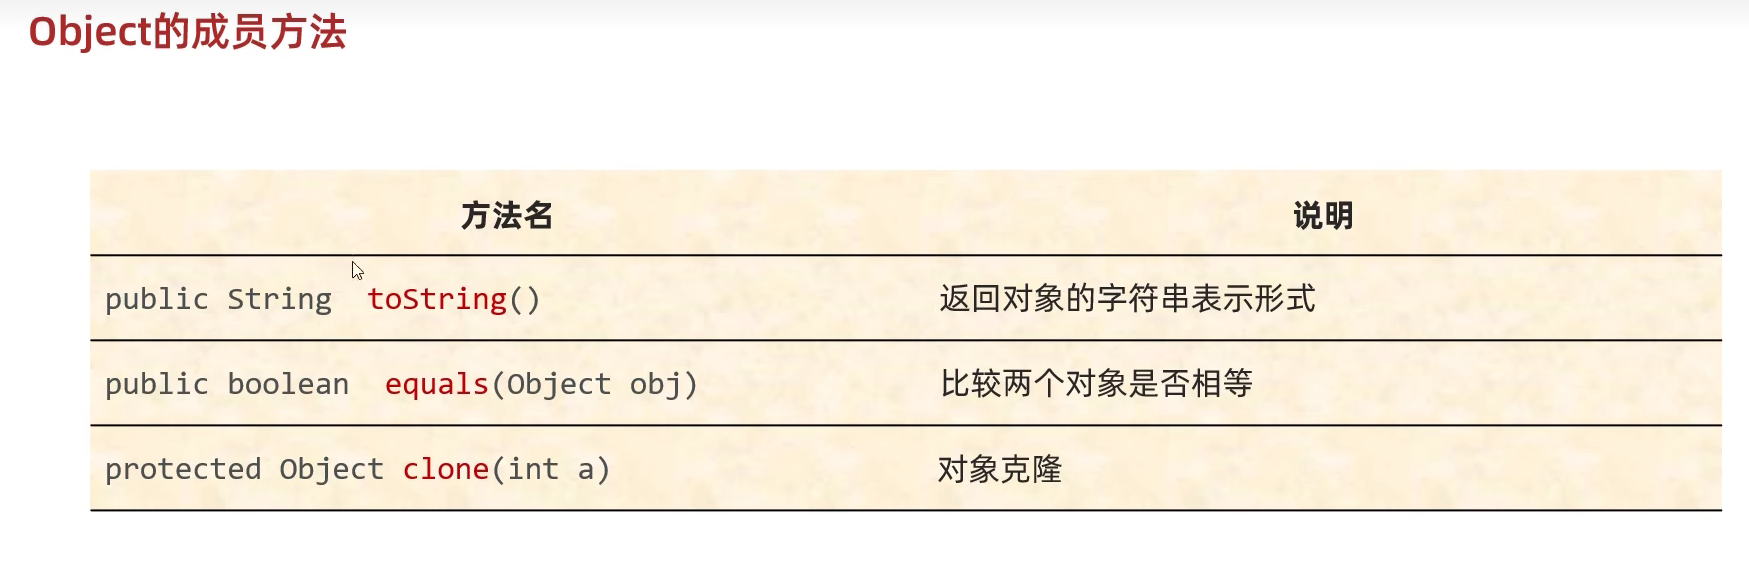 Object的成员方法
方法名 说明
public String toString() 返回对象的字符串表示形式
public boolean equals(Object obj) 比较两个对象是否相等
protected Object clone(int a) 对象克隆